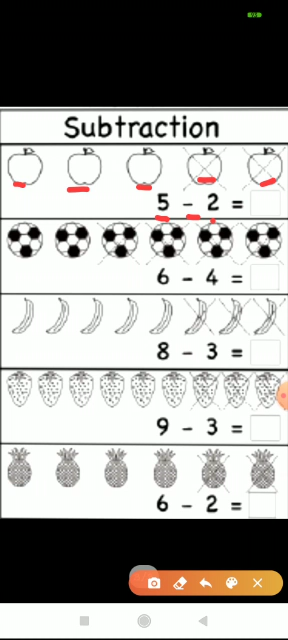 Subtraction
5 - 2 =
6 - 4 =
8 - 3 =
9 - 3 =
6 - 2 =